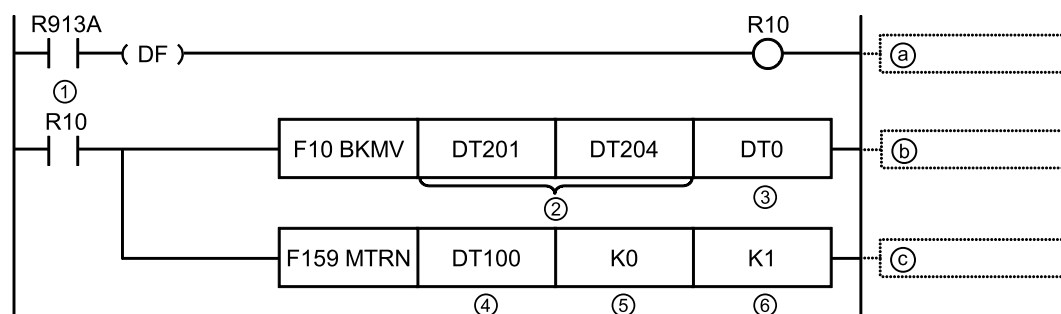 R913A
DF
R10
ⓐ
①
R10
F10 BKMV DT201 DT204 DT0
ⓑ
② ③
F159 MTRN DT100 K0 K1
ⓒ
④ ⑤ ⑥